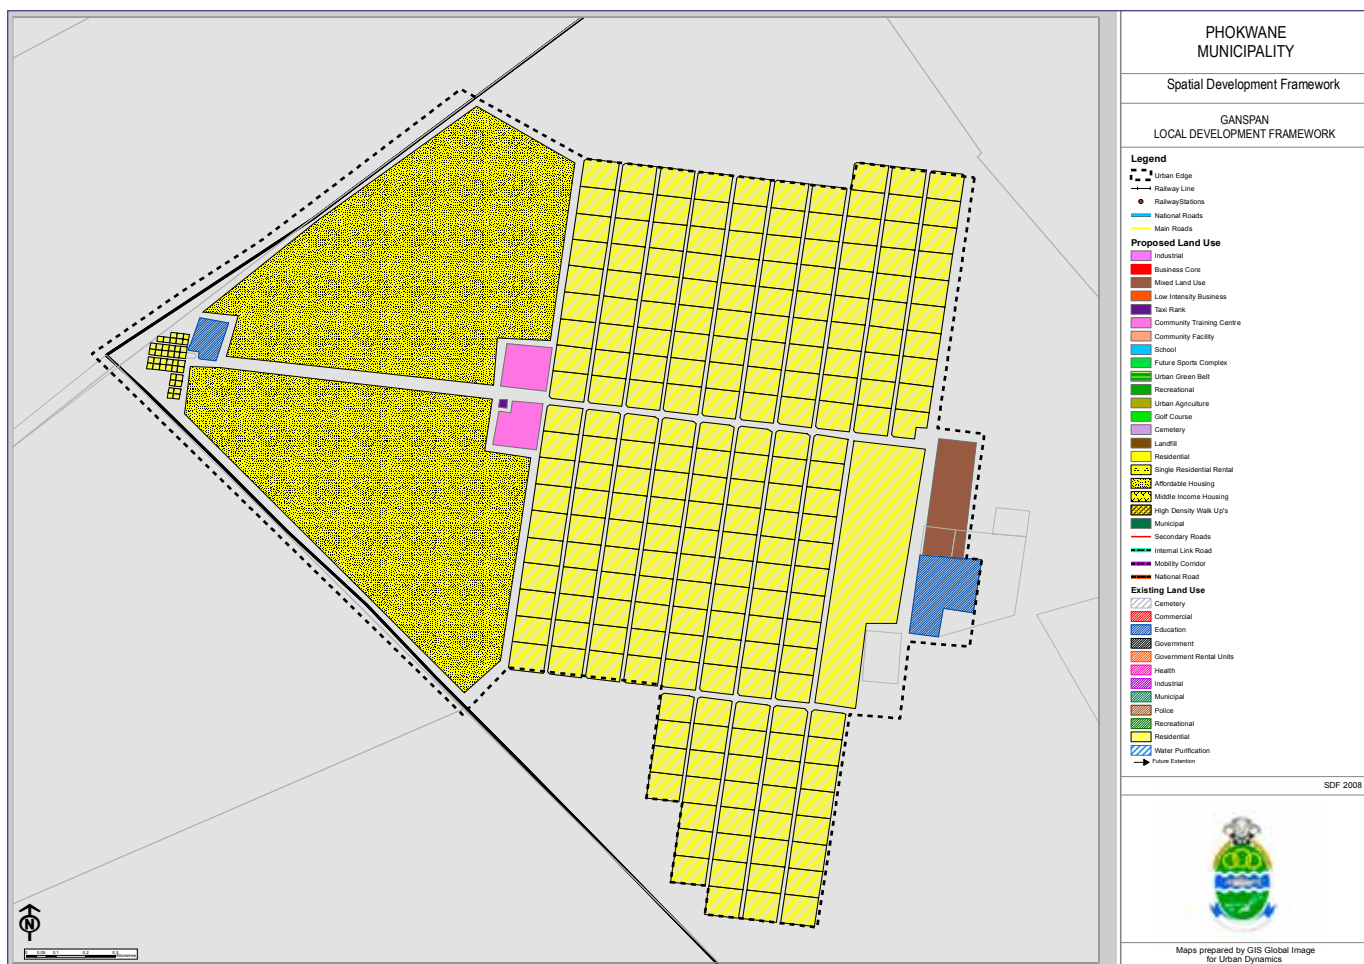 PHOKWANE
MUNICIPALITY
Spatial Development Framework
GANSPAN
LOCAL DEVELOPMENT FRAMEWORK
Legend
Urban Edge
Railway Line
RailwayStations
National Roads
Main Roads
Proposed Land Use
Industrial
Business Core
Mixed Land Use
Low Intensity Business
Taxi Rank
Community Training Centre
Community Facility
School
Future Sports Complex
Urban Green Belt
Recreational
Urban Agriculture
Golf Course
Cemetery
Landfill
Residential
Single Residential Rental
Affordable Housing
Middle Income Housing
High Density Walk Up's
Municipal
Secondary Roads
Internal Link Road
Mobility Corridor
National Road
Existing Land Use
Cemetery
Commercial
Education
Government
Government Rental Units
Health
Industrial
Municipal
Police
Recreational
Residential
Water Purification
Future Extention
SDF 2008
N
Maps prepared by GIS Global Image
for Urban Dynamics